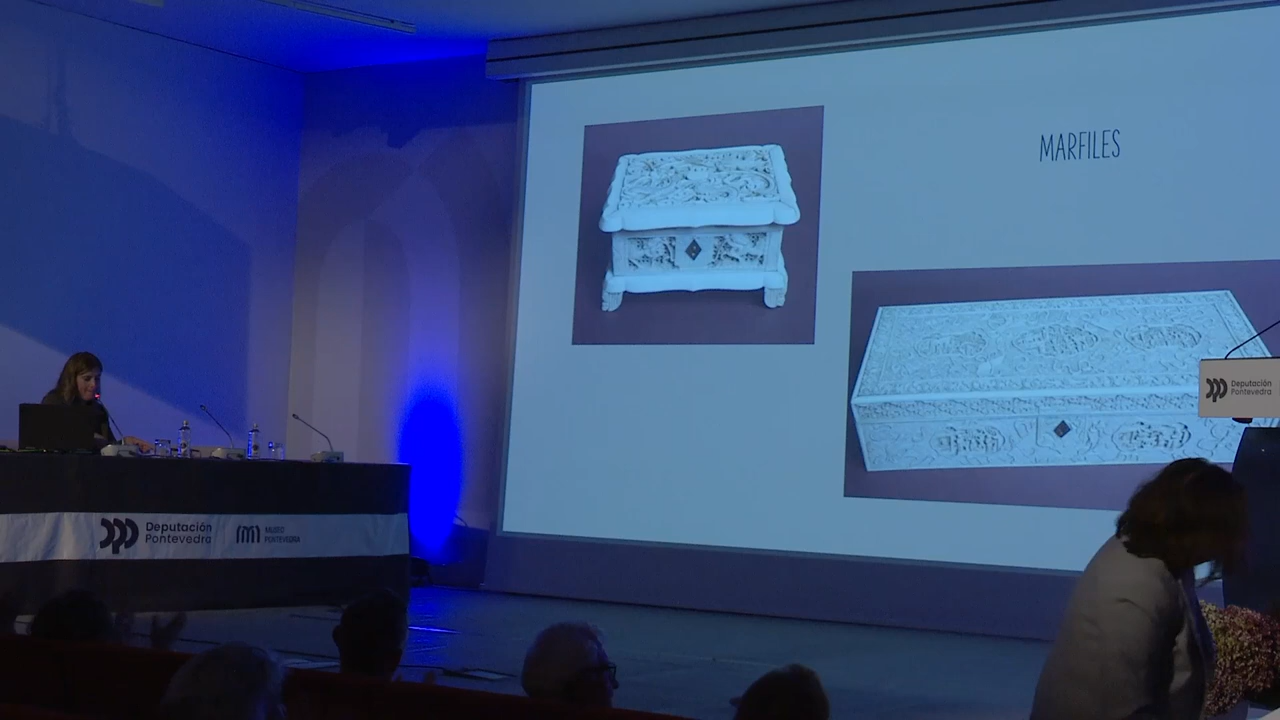 MARFILES
Deputación
Pontevedra
Deputación
Pontevedra
MUSEO
PONTEVEDRA